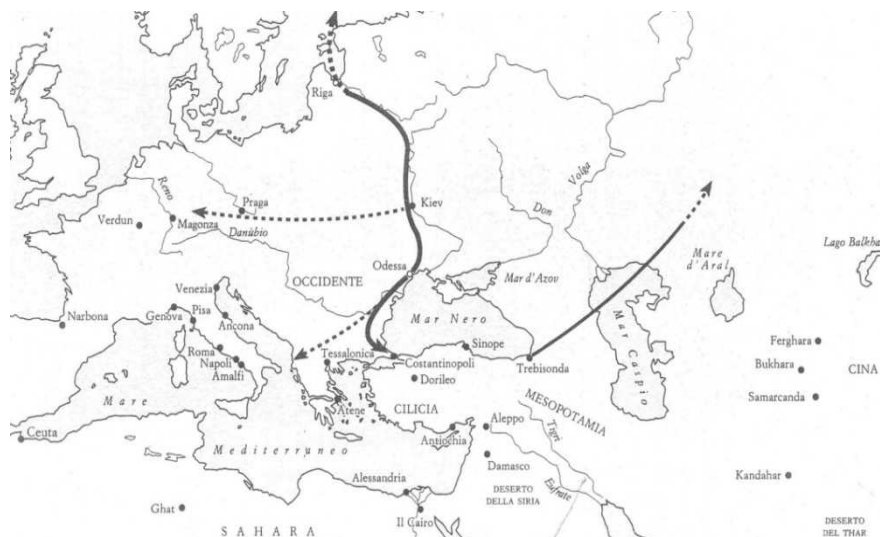 Riga
Volga
Reno
Praga
Kiev
Verdun
Magonza
Don
Danùbio
Lago Balkha
Mare
d'Aral
Odessa
OCCIDENTE
Mar d'Azov
Venezia
Genova
Pisa
Narbona
Ancona
Mar Nero
Mar Caspio
Sinope
Ferghara
Roma
Tessalonica
Costantinopoli
Trebisonda
Bukhara
CINA
Napoli
Amalfi
Dorileo
Samarcanda
Mare
Atene
CILICIA
MESOPOTAMIA
Aleppo
Tigri
Ceuta
Antiochia
Mediterruneo
Damasco
Alessandria
DESERTO
DELLA SIRIA
Eufrate
Kandahar
Ghat
Il Cairo
SAHARA
DESERTO
DEL THAR